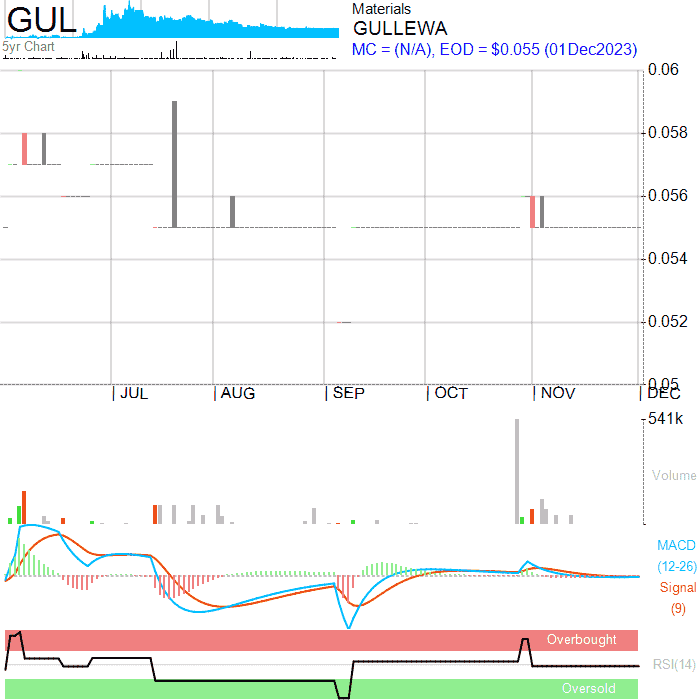 GUL
5yr Chart
Materials
GULLEWA
MC = (N/A), EOD = $0.055 (01Dec2023)
0.06
0.058
0.056
0.054
0.052
0.05
JUL AUG SEP OCT NOV DEC
541k
Volume
MACD
(12-26)
Signal
(9)
Overbought
RSI(14)
Oversold